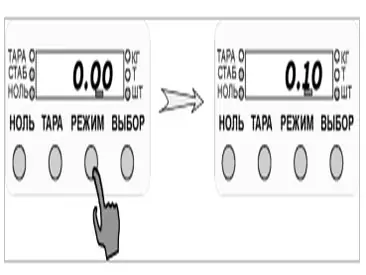 ТАРА
СТАБ
НОЛЬ
0.00
КГ
Т
ШТ
НОЛЬ ТАРА РЕЖИМ ВЫБОР
ТАРА
СТАБ
НОЛЬ
0.10
КГ
Т
ШТ
НОЛЬ ТАРА РЕЖИМ ВЫБОР